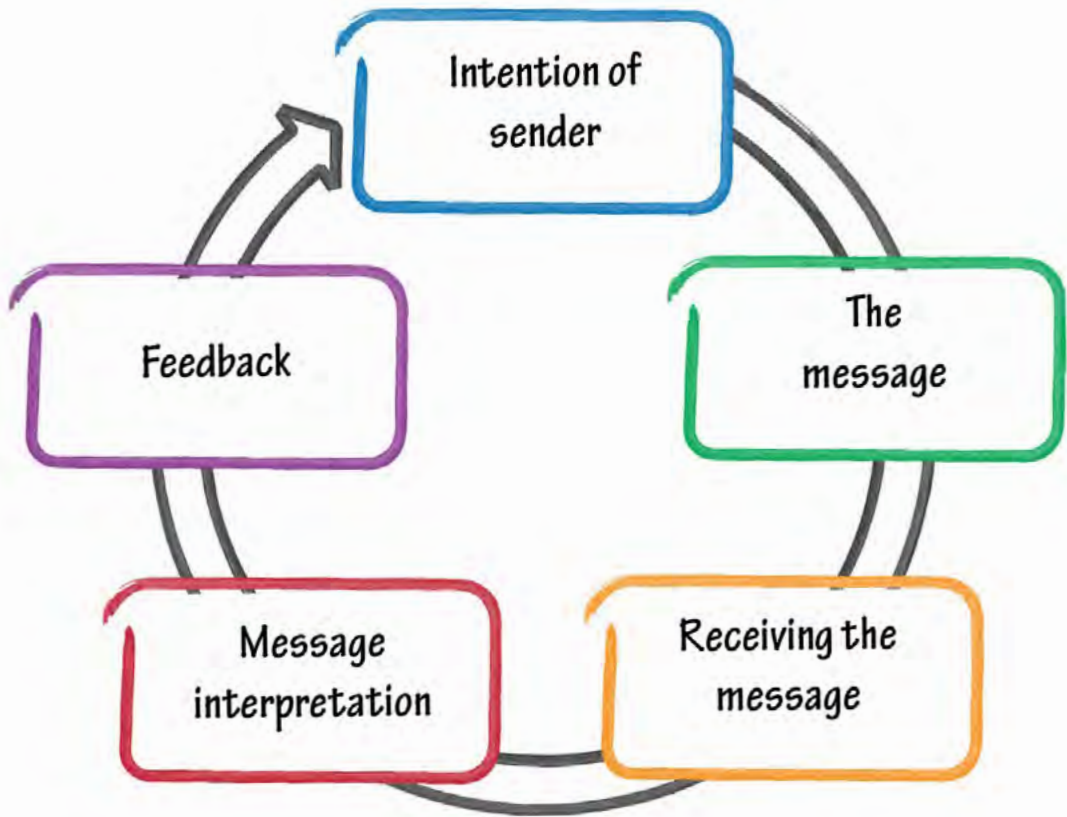 Intention of
sender
The
message
Receiving the
message
Message
interpretation
Feedback